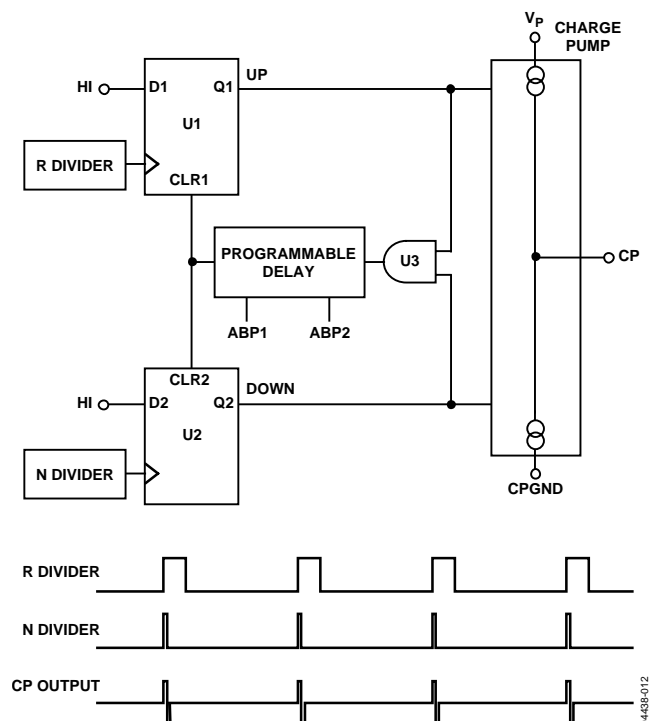 VP
CHARGE
PUMP
HI
D1
Q1
UP
U1
R DIVIDER
CLR1
PROGRAMMABLE
DELAY
U3
CP
ABP1
ABP2
CLR2
DOWN
HI
D2
Q2
U2
N DIVIDER
CPGND
R DIVIDER
N DIVIDER
CP OUTPUT
4438-012